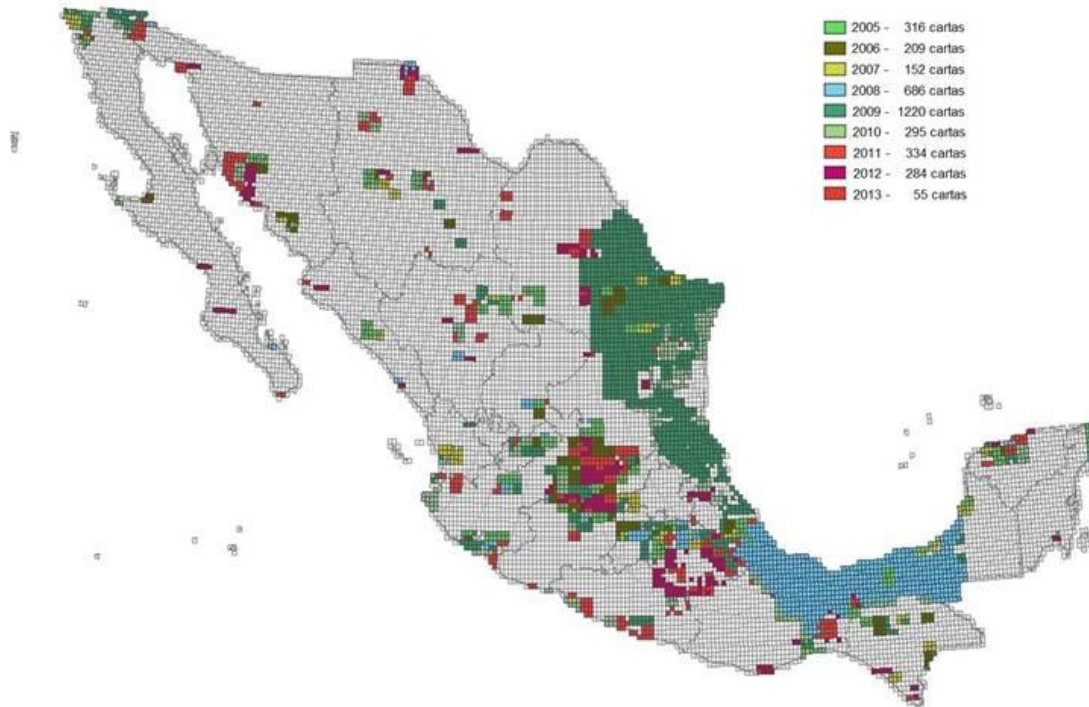 2005 - 316 cartas
2006 - 209 cartas
2007 - 152 cartas
2008 - 686 cartas
2009 - 1220 cartas
2010 - 295 cartas
2011 - 334 cartas
2012 - 284 cartas
2013 - 55 cartas